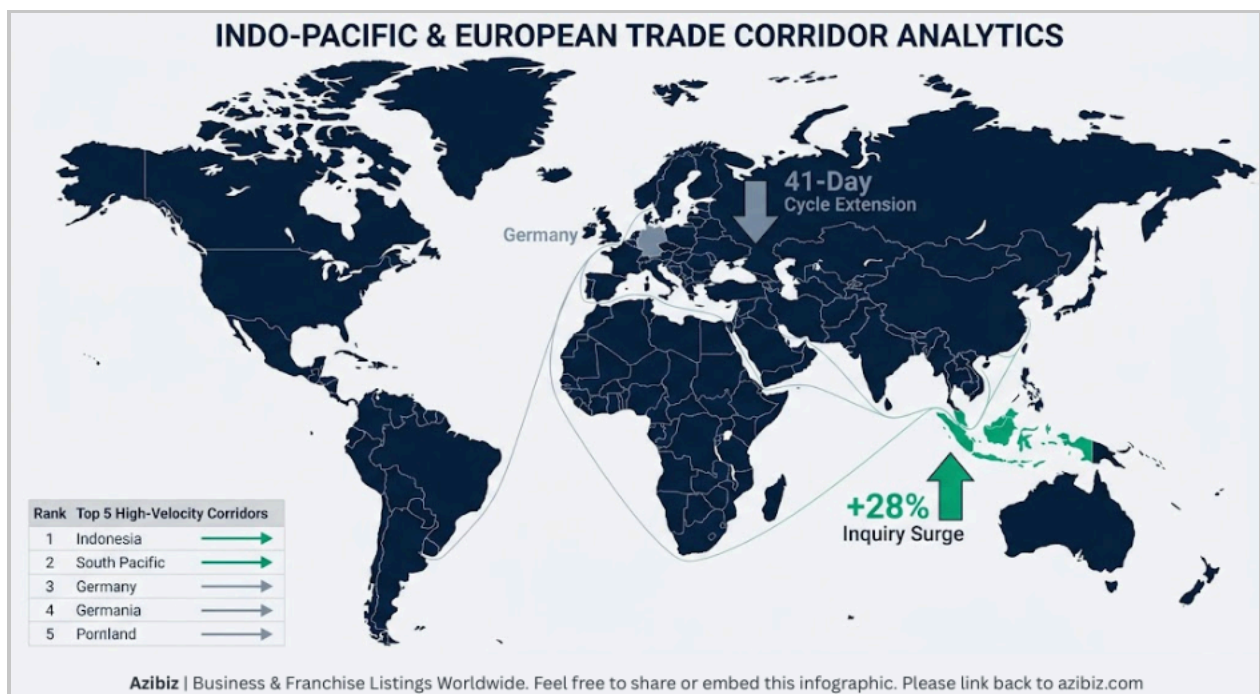 INDO-PACIFIC & EUROPEAN TRADE CORRIDOR ANALYTICS
41-Day
Cycle Extension
Germany
+28%
Inquiry Surge
Rank Top 5 High-Velocity Corridors
1 Indonesia
2 South Pacific
3 Germany
4 Germania
5 Pornland
Azibiz | Business & Franchise Listings Worldwide. Feel free to share or embed this infographic. Please link back to azibiz.com